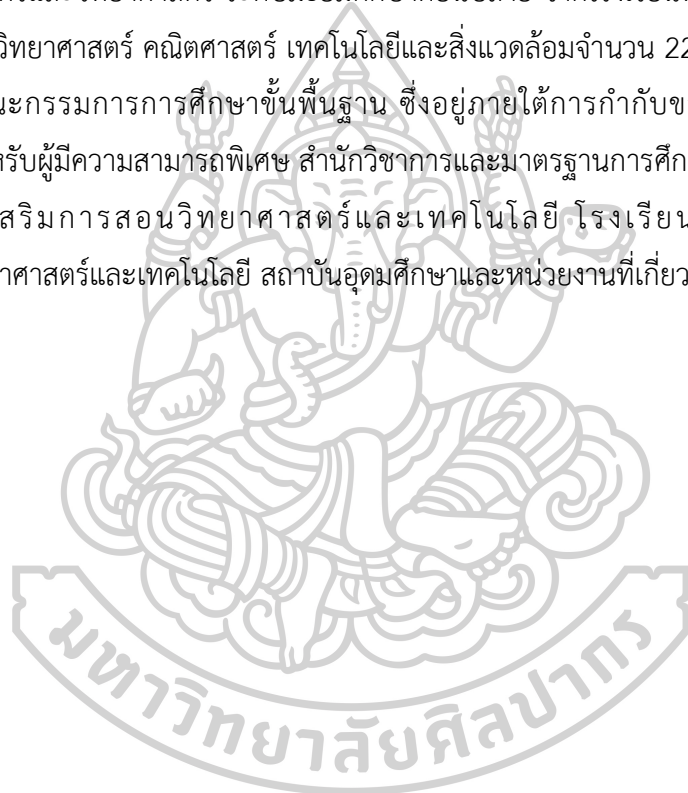 วิทยาศาสตร์ คณิตศาสตร์ เทคโนโลยีและสิ่งแวดล้อมจำนวน 22
นะกรรมการการศึกษาขั้นพื้นฐาน ซึ่งอยู่ภายใต้การกำกับข
หรับผู้มีความสามารถพิเศษ สำนักวิชาการและมาตรฐานการศึก
เสริมการสอนวิทยาศาสตร์และเทคโนโลยี โรงเรียน
าศาสตร์และเทคโนโลยี สถาบันอุดมศึกษาและหน่วยงานที่เกี่ยว
มหาวิทยาลัยศิลปากร